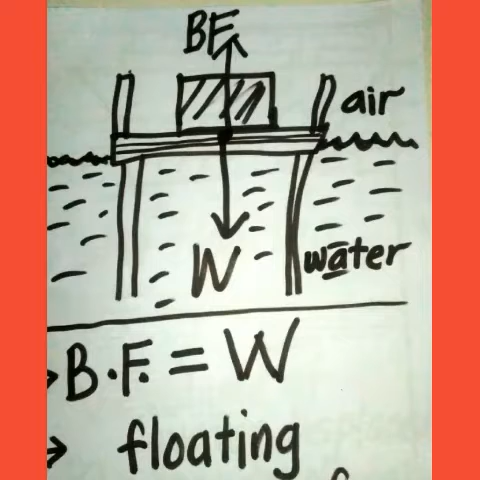 BF
air
W
water
→B.F. = W
→ floating